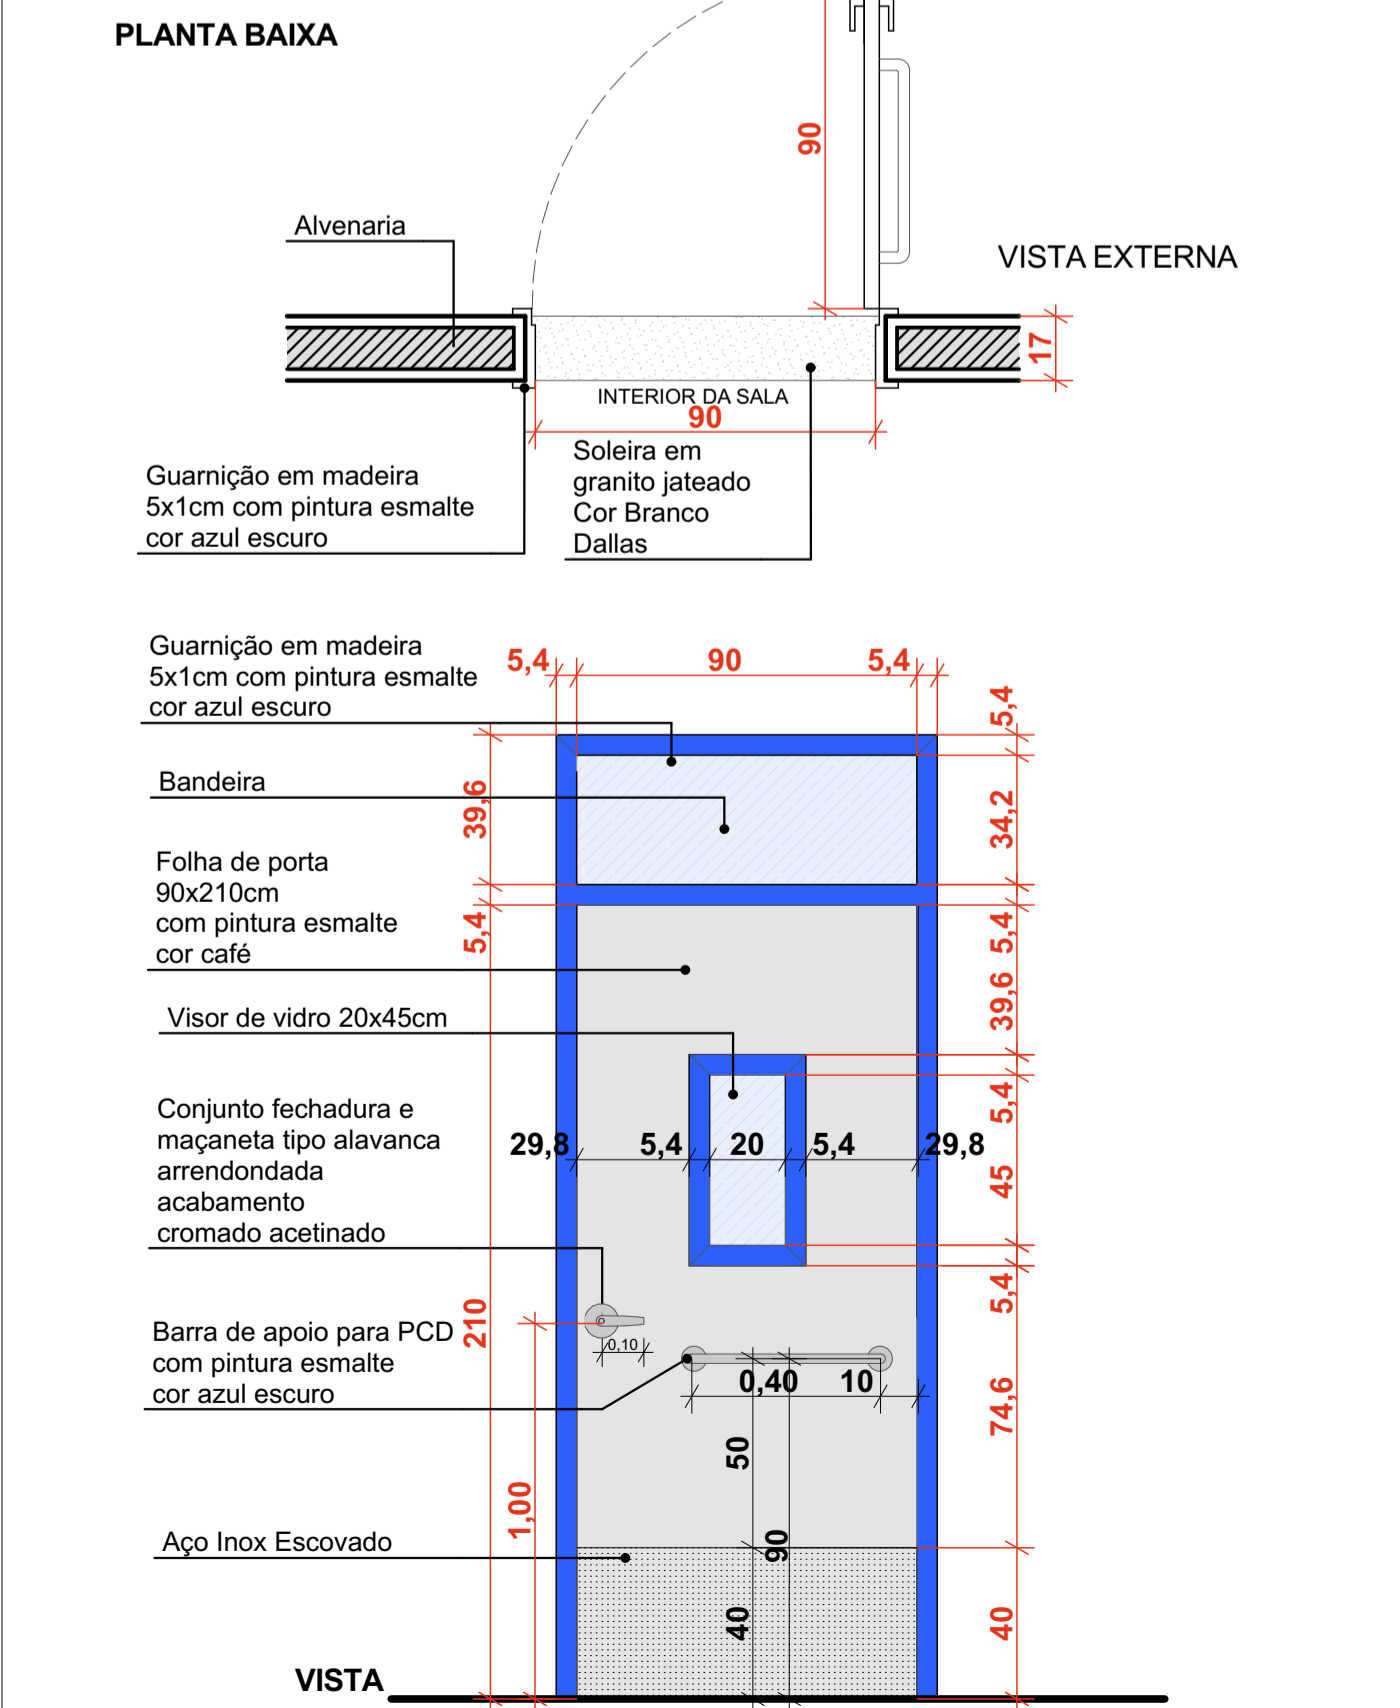 PLANTA BAIXA
90
Alvenaria
VISTA EXTERNA
17
INTERIOR DA SALA
90
Guarnição em madeira
5x1cm com pintura esmalte
cor azul escuro
Soleira em
granito jateado
Cor Branco
Dallas
Guarnição em madeira
5x1cm com pintura esmalte
cor azul escuro
5,4
90
5,4
5,4
Bandeira
39,6
34,2
Folha de porta
90x210cm
com pintura esmalte
cor café
5,4
5,4
39,6
Visor de vidro 20x45cm
5,4
Conjunto fechadura e
maçaneta tipo alavanca
arrendondada
acabamento
cromado acetinado
29,8
5,4
20
5,4
29,8
45
5,4
210
Barra de apoio para PCD
com pintura esmalte
cor azul escuro
0,10
0,40
10
74,6
50
1,00
90
Aço Inox Escovado
40
40
VISTA